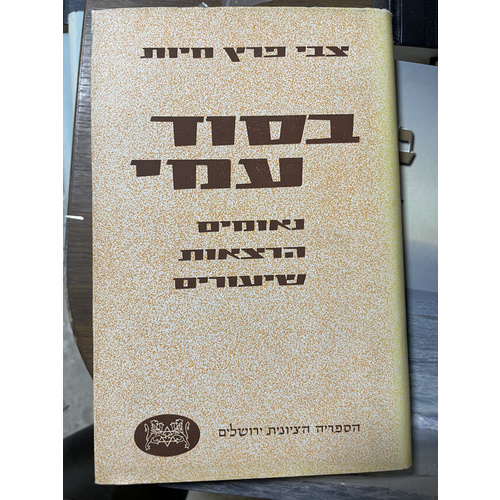 צבי פרץ חיות
בסוד
עמי
נאומים
הרצאות
שיעורים
הספריה הציונית ירושלים